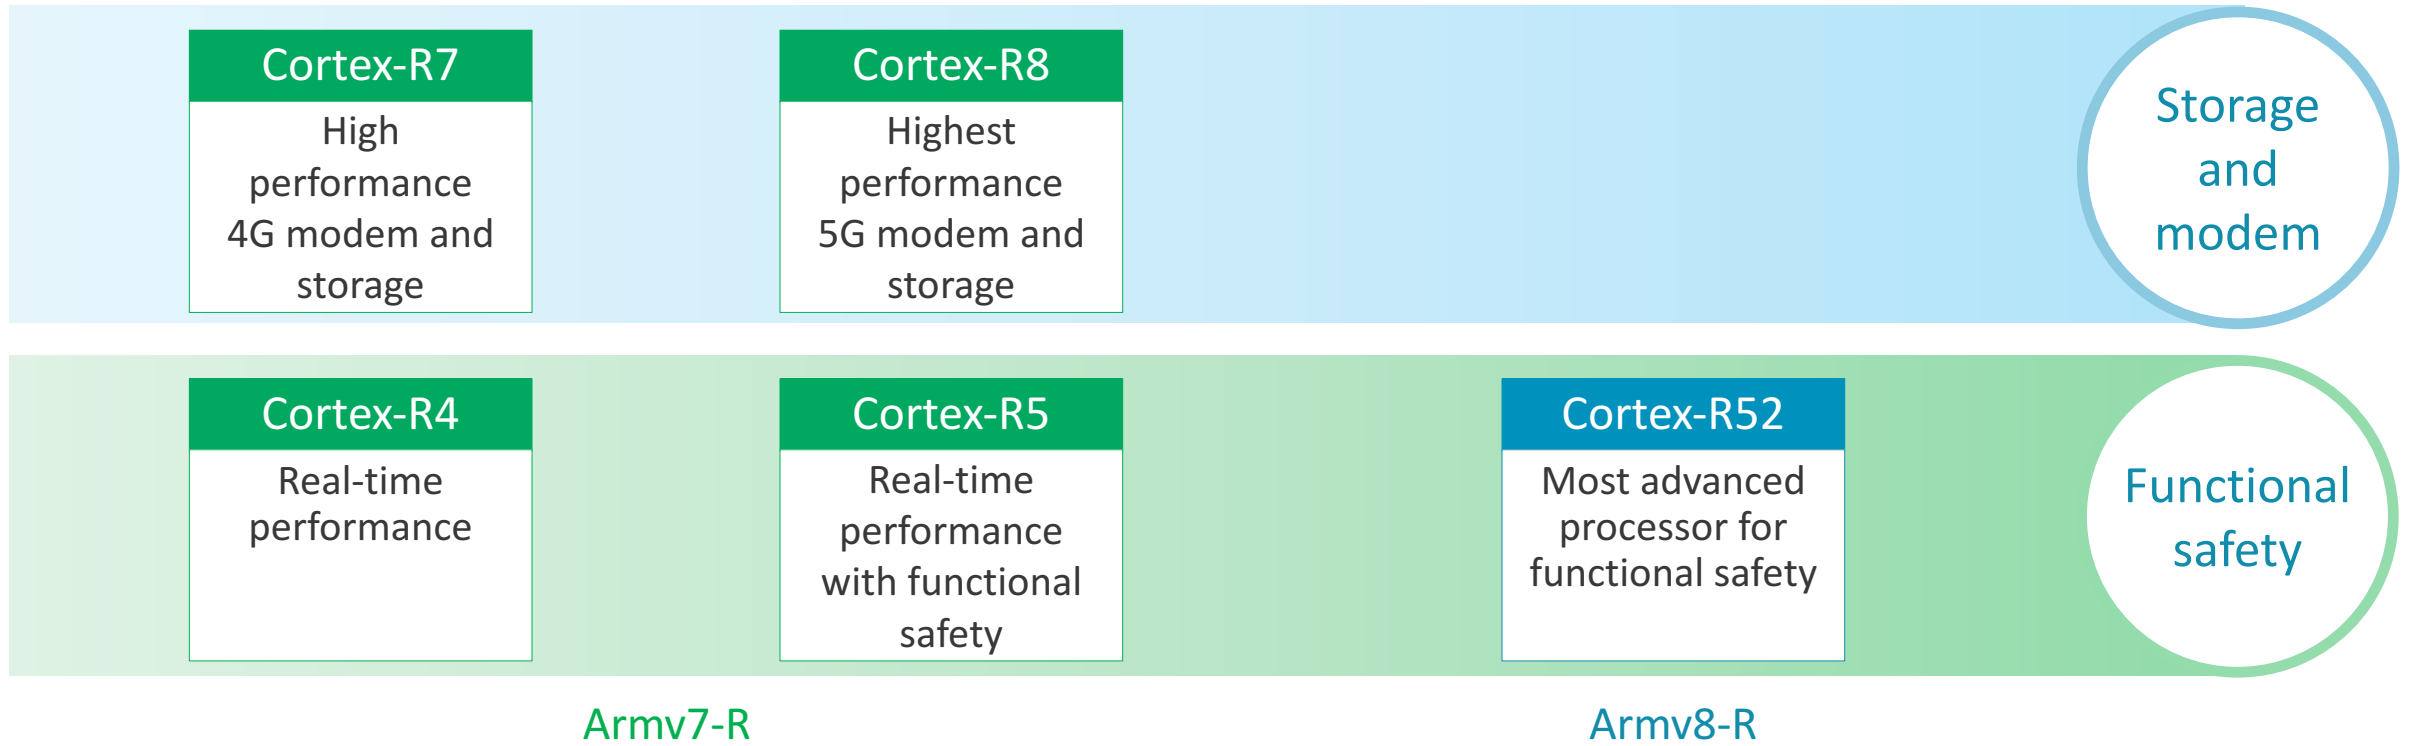 Cortex-R7
High
performance
4G modem and
storage
Cortex-R8
Highest
performance
5G modem and
storage
Storage
and
modem
Cortex-R4
Real-time
performance
Cortex-R5
Real-time
performance
with functional
safety
Cortex-R52
Most advanced
processor for
functional safety
Functional
safety
Armv7-R
Armv8-R